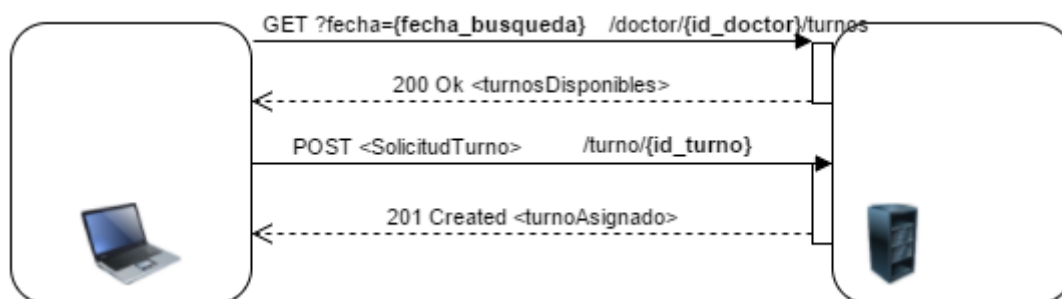 GET ?fecha={fecha_busqueda} /doctor/{id_doctor}/turnos
200 Ok <turnosDisponibles>
POST <SolicitudTurno> /turno/{id_turno}
201 Created <turnoAsignado>